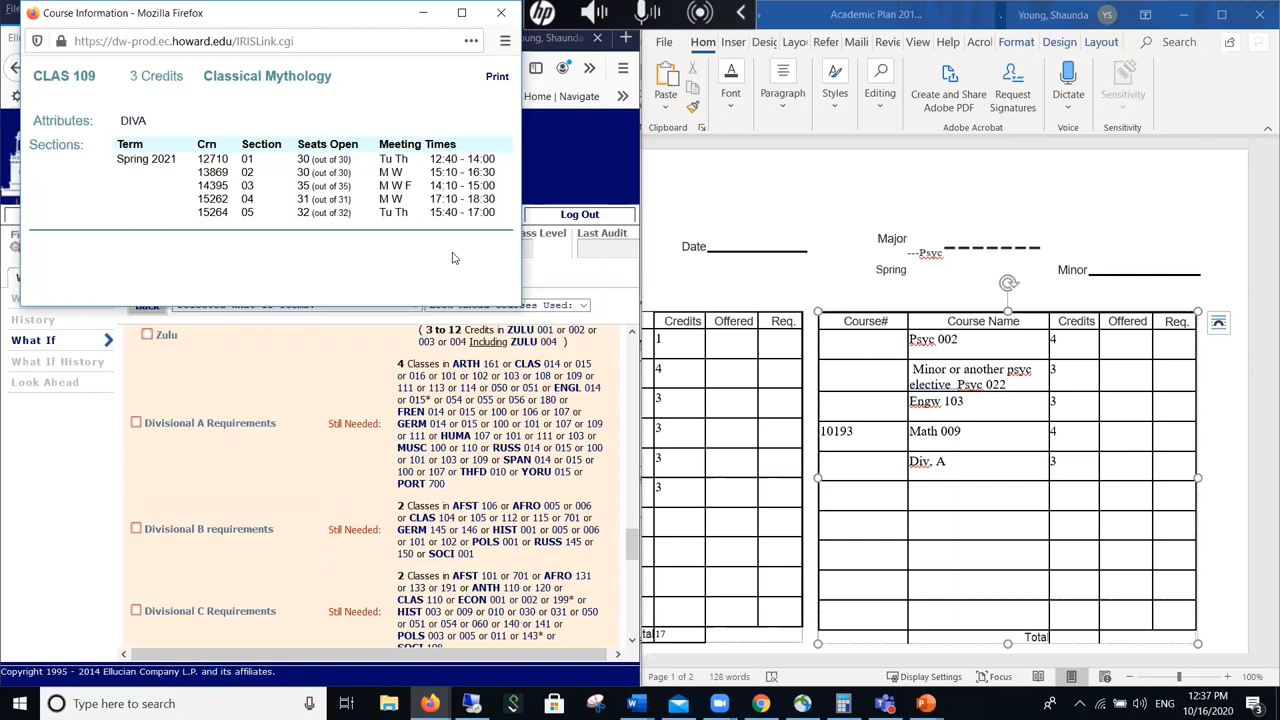 Course Information - Mozilla Firefox
https://dw-prod.ec.howard.edu/IRISLink.cgi
CLAS 109 3 Credits Classical Mythology Print
Attributes: DIVA
Sections: Term Crn Section Seats Open Meeting Times
Spring 2021 12710 01 30 (out of 30) Tu Th 12:40 - 14:00
13869 02 30 (out of 30) M W 15:10 - 16:30
14395 03 35 (out of 35) M W F 14:10 - 15:00
15262 04 31 (out of 31) M W 17:10 - 18:30
15264 05 32 (out of 32) Tu Th 15:40 - 17:00
Young, Shaunda
Home | Navigate
Log Out
ass Level Last Audit
History
What If
What If History
Look Ahead
Zulu
( 3 to 12 Credits in ZULU 001 or 002 or
003 or 004 Including ZULU 004 )
Divisional A Requirements Still Needed:
4 Classes in ARTH 161 or CLAS 014 or 015
or 016 or 101 or 102 or 103 or 108 or 109 or
111 or 113 or 114 or 050 or 051 or ENGL 014
or 015* or 054 or 055 or 056 or 180 or
FREN 014 or 015 or 100 or 106 or 107 or
GERM 014 or 015 or 100 or 101 or 107 or 109
or 111 or HUMA 107 or 101 or 111 or 103 or
MUSC 100 or 110 or RUSS 014 or 015 or 100
or 101 or 103 or 109 or SPAN 014 or 015 or
100 or 107 or THFD 010 or YORU 015 or
PORT 700
Divisional B requirements Still Needed:
2 Classes in AFST 106 or AFRO 005 or 006
or CLAS 104 or 105 or 112 or 115 or 701 or
GERM 145 or 146 or HIST 001 or 005 or 006
or 101 or 102 or POLS 001 or RUSS 145 or
150 or SOCI 001
Divisional C Requirements Still Needed:
2 Classes in AFST 101 or 701 or AFRO 131
or 133 or 191 or ANTH 110 or 120 or
CLAS 110 or ECON 001 or 002 or 199* or
HIST 003 or 009 or 010 or 030 or 031 or 050
or 051 or 054 or 060 or 140 or 141 or
POLS 003 or 005 or 011 or 143* or
Copyright 1995 - 2014 Ellucian Company L.P. and its affiliates.
Academic Plan 201... Young, Shaunda YS
File Hom Inser Desi Layo Refe Maili Revi View Help Acro Format Design Layout Search
Paste Font Paragraph Styles Editing Create and Share
Adobe PDF Request
Signatures Dictate Sensitivity
Clipboard Adobe Acrobat Voice Sensitivity
Date Major
---Psyc
Spring Minor
Credits Offered Req.
1
4
3
3
3
3
tal 17
Course# Course Name Credits Offered Req.
Psyc 002 4
Minor or another psyc
elective Psyc 022 3
Engw 103 3
10193 Math 009 4
Div, A 3
Total
Page 1 of 2 128 words Display Settings Focus 100%
Type here to search
12:37 PM
10/16/2020